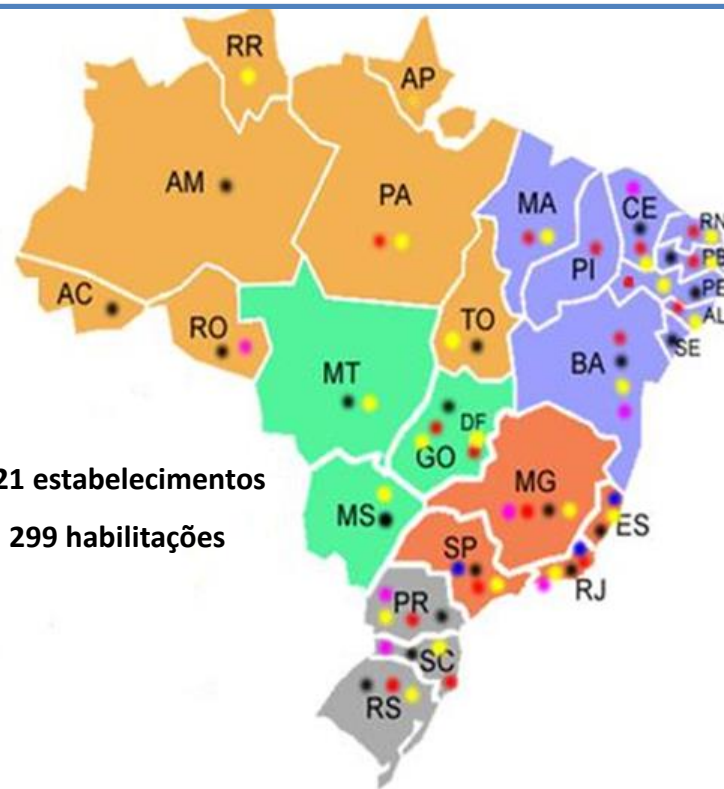 RR
AP
AM
PA
MA
CE
RN
PI
PB
PE
AC
RO
TO
AL
SE
BA
MT
DF
GO
21 estabelecimentos
MG
299 habilitações
MS
ES
SP
RJ
PR
SC
RS